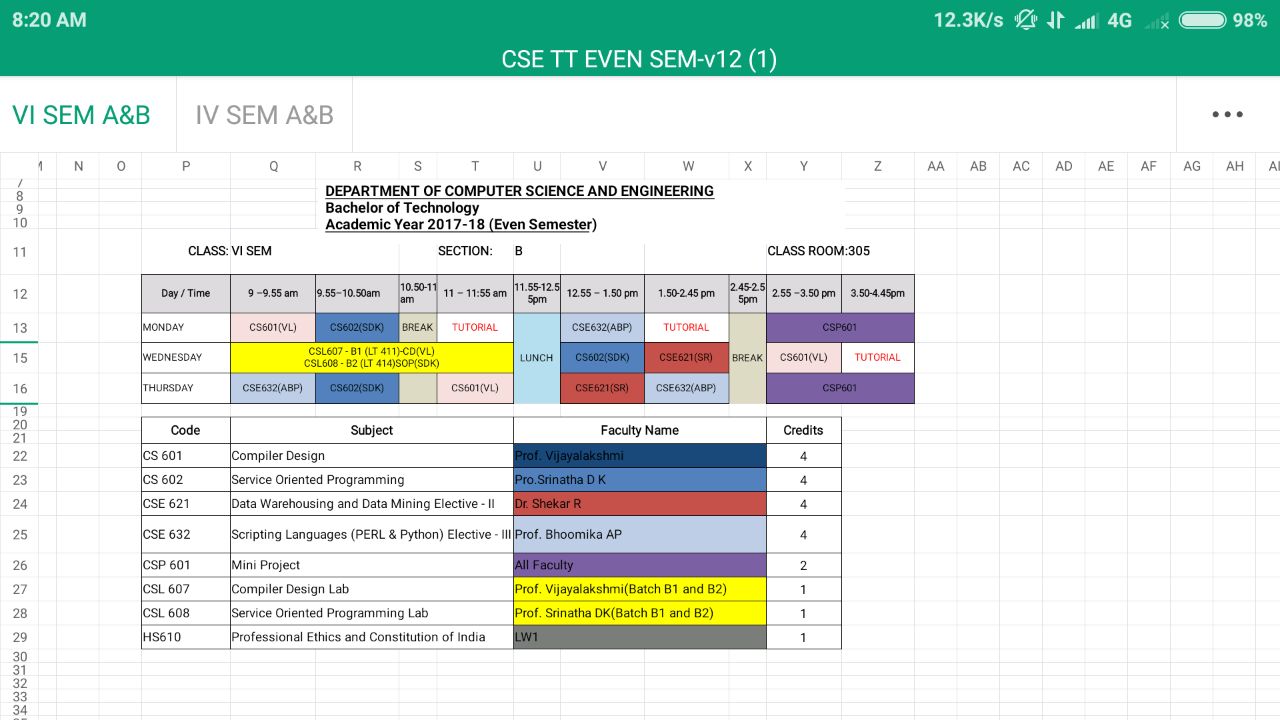 8:20 AM 12.3K/s 4G 98%
CSE TT EVEN SEM-v12 (1)
VI SEM A&B IV SEM A&B
N O P Q R S T U V W X Y Z AA AB AC AD AE AF AG AH
7
8 DEPARTMENT OF COMPUTER SCIENCE AND ENGINEERING
9 Bachelor of Technology
10 Academic Year 2017-18 (Even Semester)
11 CLASS: VI SEM SECTION: B CLASS ROOM:305
12 Day / Time 9 –9.55 am 9.55–10.50am 10.50-11 am 11 – 11:55 am 11.55-12.5 5pm 12.55 – 1.50 pm 1.50-2.45 pm 2.45-2.5 5pm 2.55 –3.50 pm 3.50-4.45pm
13 MONDAY CS601(VL) CS602(SDK) BREAK TUTORIAL CSE632(ABP) TUTORIAL CSP601
15 WEDNESDAY CSL607 - B1 (LT 411)-CD(VL) CSL608 - B2 (LT 414)SOP(SDK) LUNCH CS602(SDK) CSE621(SR) BREAK CS601(VL) TUTORIAL
16 THURSDAY CSE632(ABP) CS602(SDK) CS601(VL) CSE621(SR) CSE632(ABP) CSP601
19
20 Code Subject Faculty Name Credits
21
22 CS 601 Compiler Design Prof. Vijayalakshmi 4
23 CS 602 Service Oriented Programming Pro.Srinatha D K 4
24 CSE 621 Data Warehousing and Data Mining Elective - II Dr. Shekar R 4
25 CSE 632 Scripting Languages (PERL & Python) Elective - III Prof. Bhoomika AP 4
26 CSP 601 Mini Project All Faculty 2
27 CSL 607 Compiler Design Lab Prof. Vijayalakshmi(Batch B1 and B2) 1
28 CSL 608 Service Oriented Programming Lab Prof. Srinatha DK(Batch B1 and B2) 1
29 HS610 Professional Ethics and Constitution of India LW1 1
30
31
32
33
34